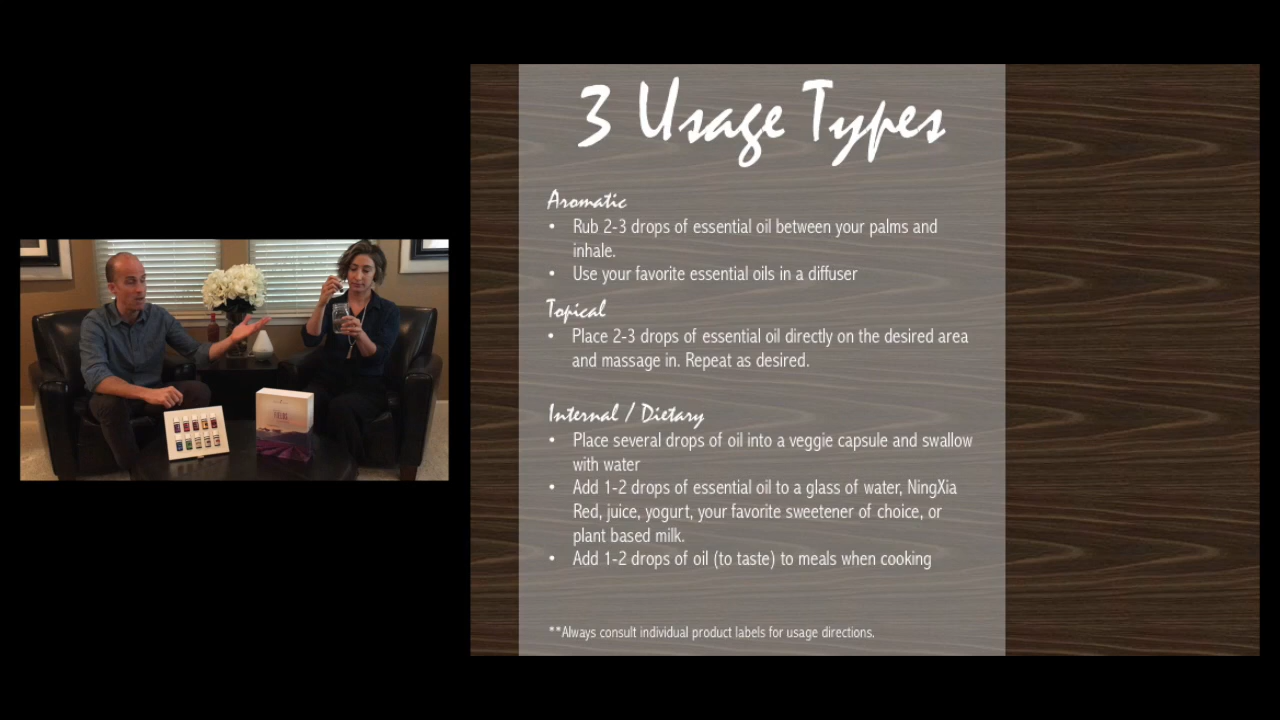 3 Usage Types
Aromatic
• Rub 2-3 drops of essential oil between your palms and
inhale.
• Use your favorite essential oils in a diffuser
Topical
• Place 2-3 drops of essential oil directly on the desired area
and massage in. Repeat as desired.
Internal / Dietary
• Place several drops of oil into a veggie capsule and swallow
with water
• Add 1-2 drops of essential oil to a glass of water, NingXia
Red, juice, yogurt, your favorite sweetener of choice, or
plant based milk.
• Add 1-2 drops of oil (to taste) to meals when cooking
**Always consult individual product labels for usage directions.